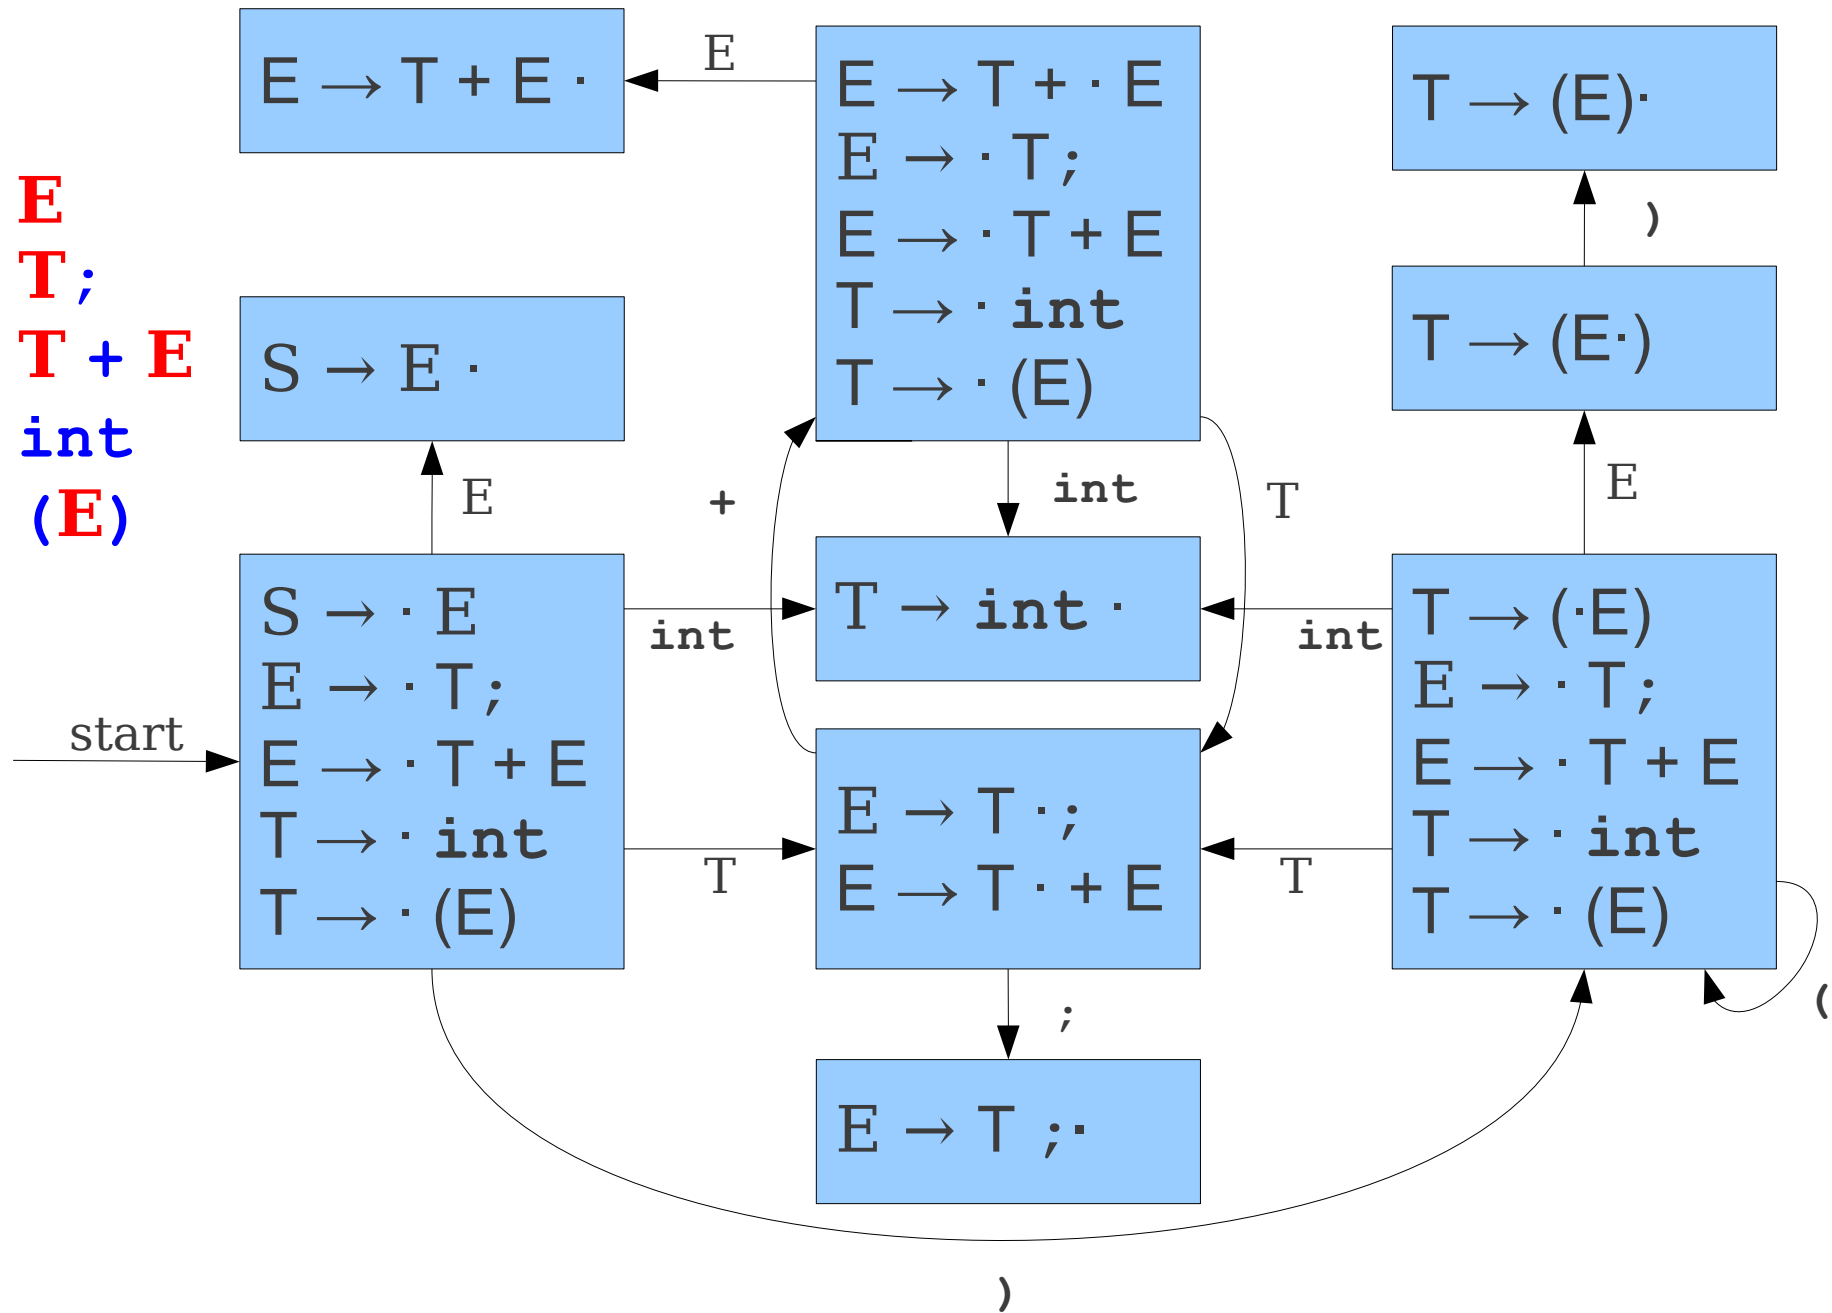 E
T ;
T + E
int
(E)
E → T + E ·
E
E → T + · E
E → · T ;
E → · T + E
T → · int
T → · (E)
T → (E)·
)
T → (E·)
S → E ·
E
+
int
T
E
start
S → · E
E → · T ;
E → · T + E
T → · int
T → · (E)
int
T → int ·
int
T → (·E)
E → · T ;
E → · T + E
T → · int
T → · (E)
T
E → T · ;
E → T · + E
T
(
;
E → T ;·
)